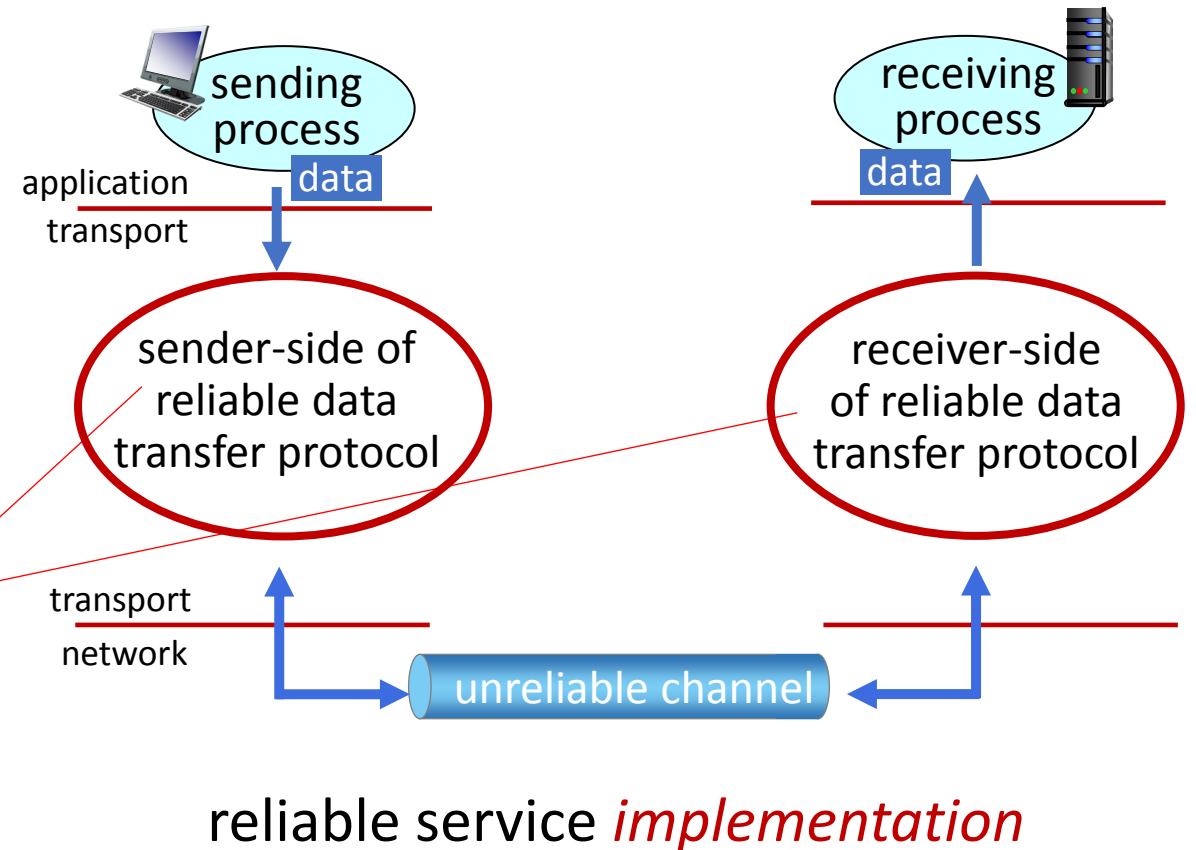 sending
process
data
application
transport
receiving
process
data
sender-side of
reliable data
transfer protocol
receiver-side
of reliable data
transfer protocol
transport
network
unreliable channel
reliable service implementation